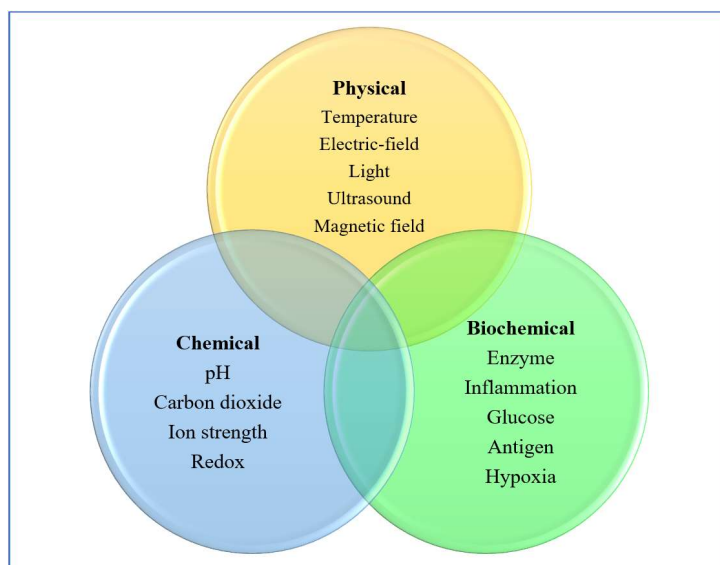 Physical
Temperature
Electric-field
Light
Ultrasound
Magnetic field
Chemical
pH
Carbon dioxide
Ion strength
Redox
Biochemical
Enzyme
Inflammation
Glucose
Antigen
Hypoxia